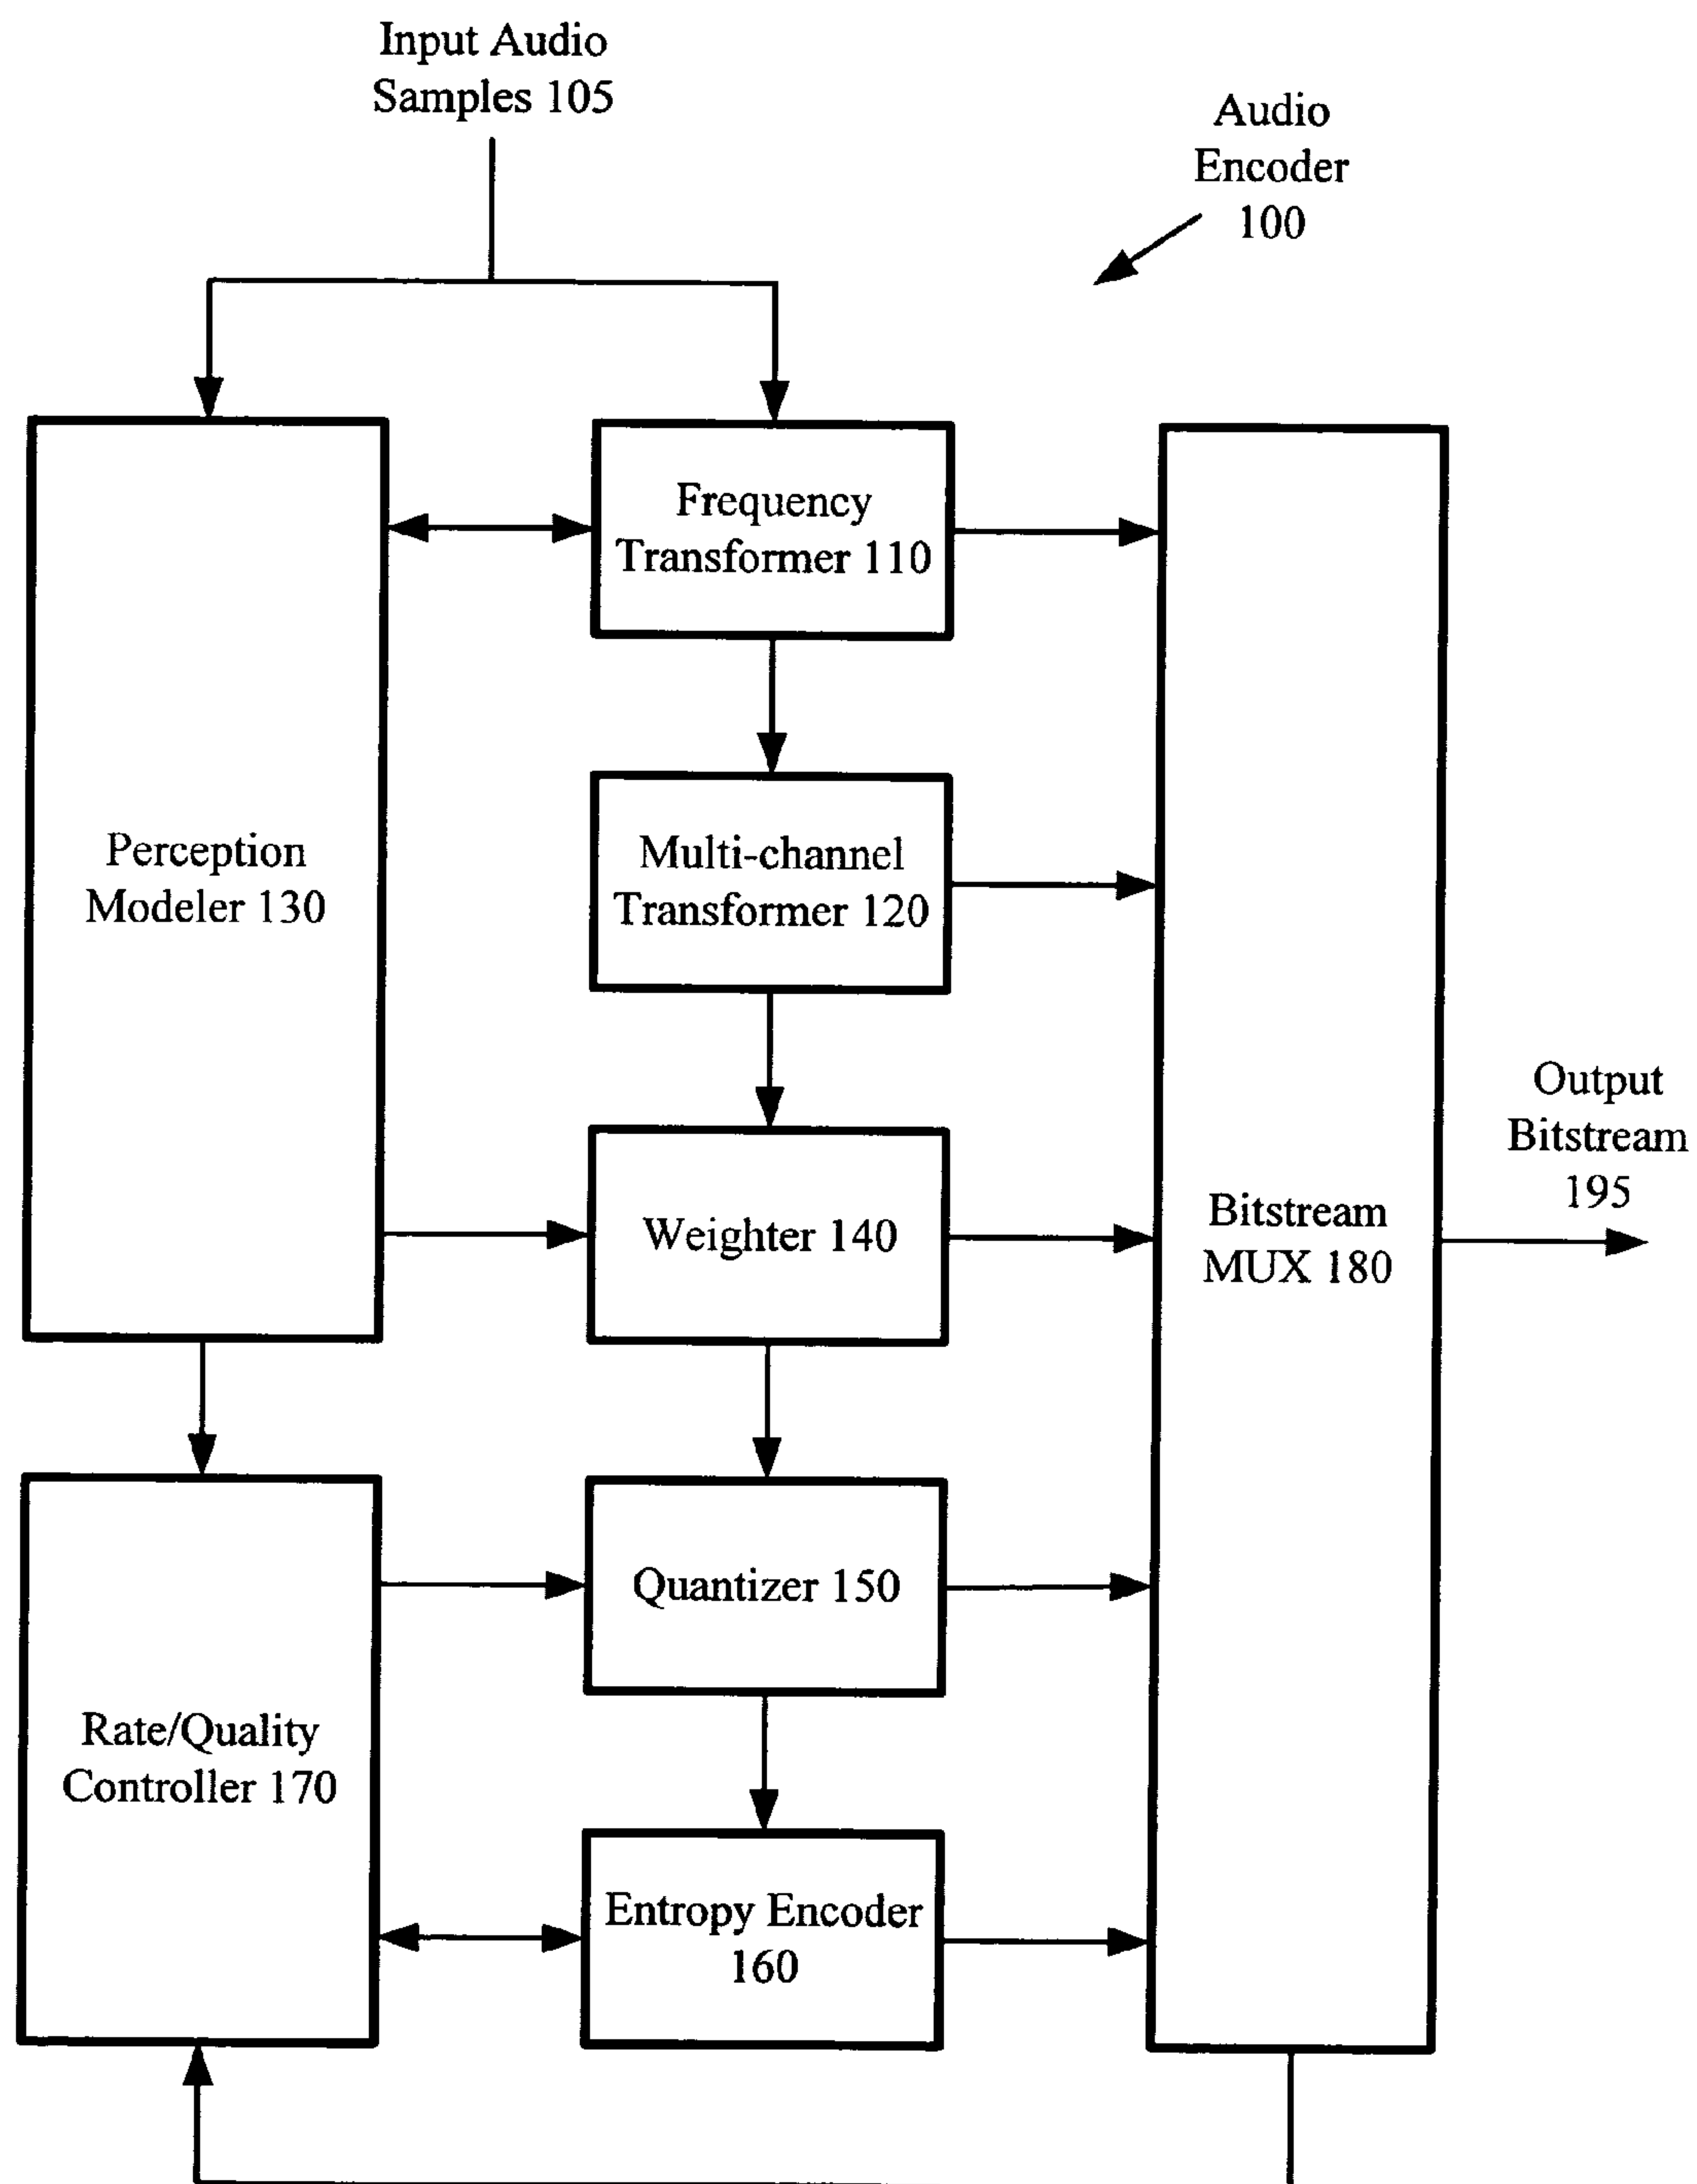 Input Audio
Samples 105
Audio
Encoder
100
Frequency
Transformer 110
Perception
Modeler 130
Multi-channel
Transformer 120
Output
Bitstream
195
Weighter 140
Bitstream
MUX 180
Quantizer 150
Rate/Quality
Controller 170
Entropy Encoder
160